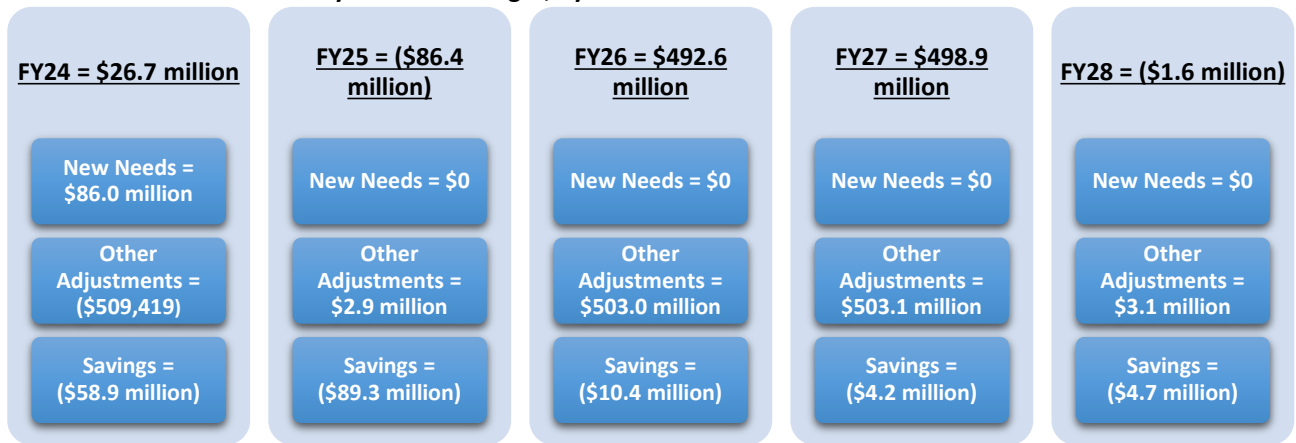 FY24 = $26.7 million
New Needs =
$86.0 million
Other
Adjustments =
($509,419)
Savings =
($58.9 million)
FY25 = ($86.4
million)
New Needs = $0
Other
Adjustments =
$2.9 million
Savings =
($89.3 million)
FY26 = $492.6
million
New Needs = $0
Other
Adjustments =
$503.0 million
Savings =
($10.4 million)
FY27 = $498.9
million
New Needs = $0
Other
Adjustments =
$503.1 million
Savings =
($4.2 million)
FY28 = ($1.6 million)
New Needs = $0
Other
Adjustments =
$3.1 million
Savings =
($4.7 million)